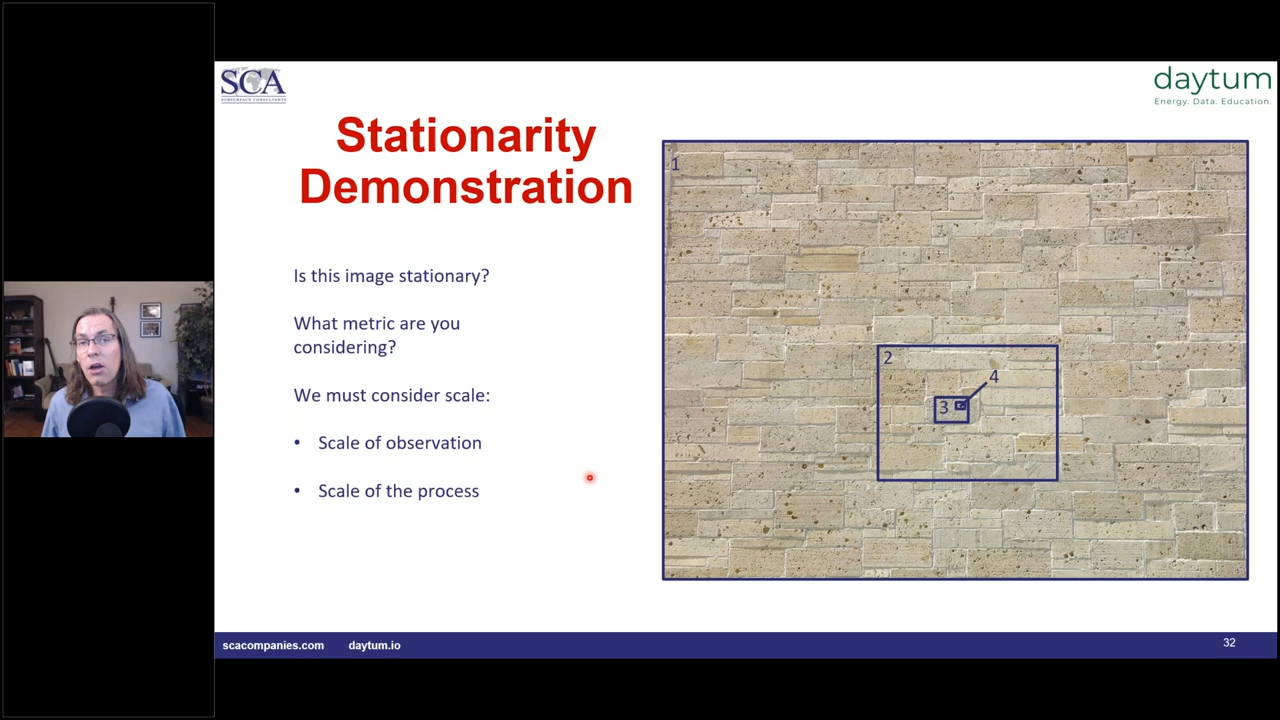 SCA
SUBSURFACE CONSULTANTS
daytum
Energy. Data. Education.
Stationarity
Demonstration
Is this image stationary?
What metric are you
considering?
We must consider scale:
• Scale of observation
• Scale of the process
1
2
3
4
scacompanies.com daytum.io
32